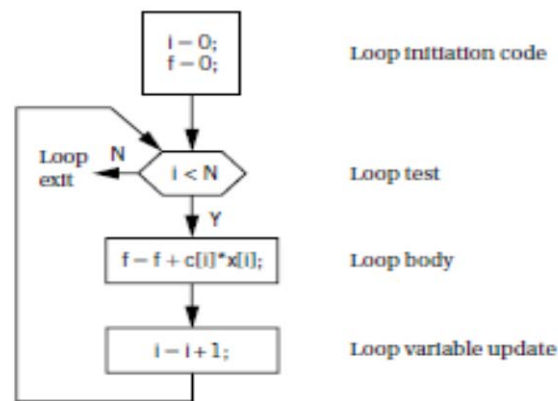 i = 0;
f = 0;
Loop initiation code
Loop exit
N
i < N
Loop test
Y
f = f + c[i]*x[i];
Loop body
i = i + 1;
Loop variable update